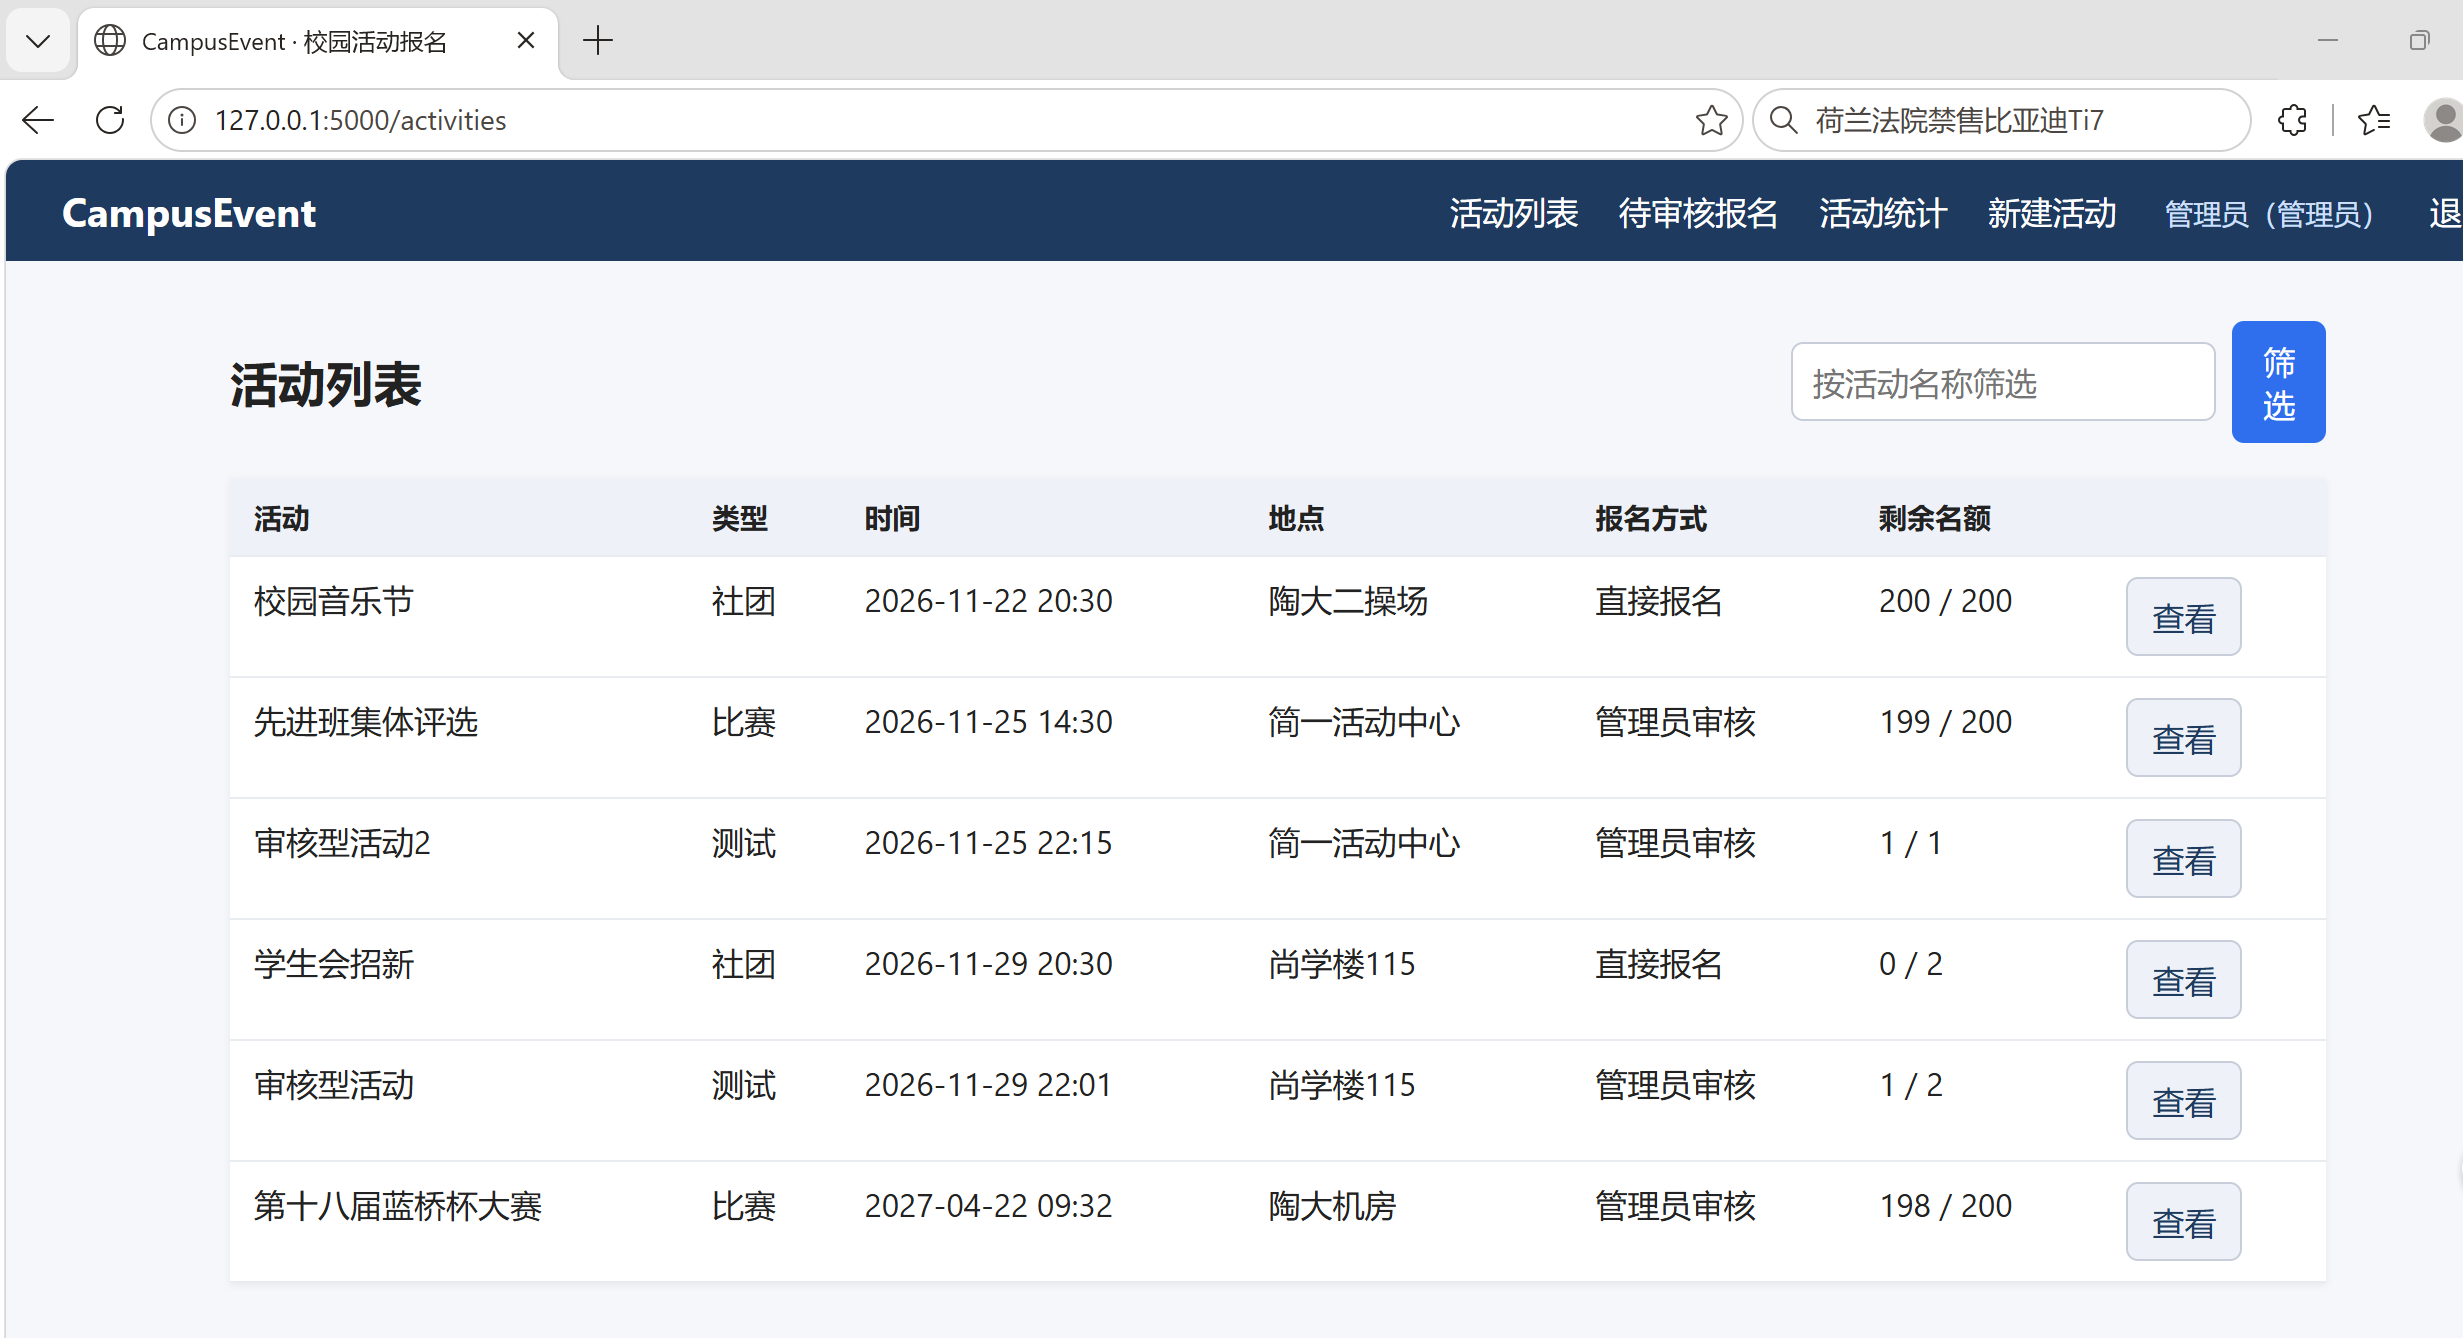 CampusEvent · 校园活动报名
127.0.0.1:5000/activities
荷兰法院禁售比亚迪Ti7
CampusEvent 活动列表 待审核报名 活动统计 新建活动 管理员（管理员） 退
活动列表 按活动名称筛选 筛选
活动 类型 时间 地点 报名方式 剩余名额
校园音乐节 社团 2026-11-22 20:30 陶大二操场 直接报名 200 / 200 查看
先进班集体评选 比赛 2026-11-25 14:30 简一活动中心 管理员审核 199 / 200 查看
审核型活动2 测试 2026-11-25 22:15 简一活动中心 管理员审核 1 / 1 查看
学生会招新 社团 2026-11-29 20:30 尚学楼115 直接报名 0 / 2 查看
审核型活动 测试 2026-11-29 22:01 尚学楼115 管理员审核 1 / 2 查看
第十八届蓝桥杯大赛 比赛 2027-04-22 09:32 陶大机房 管理员审核 198 / 200 查看